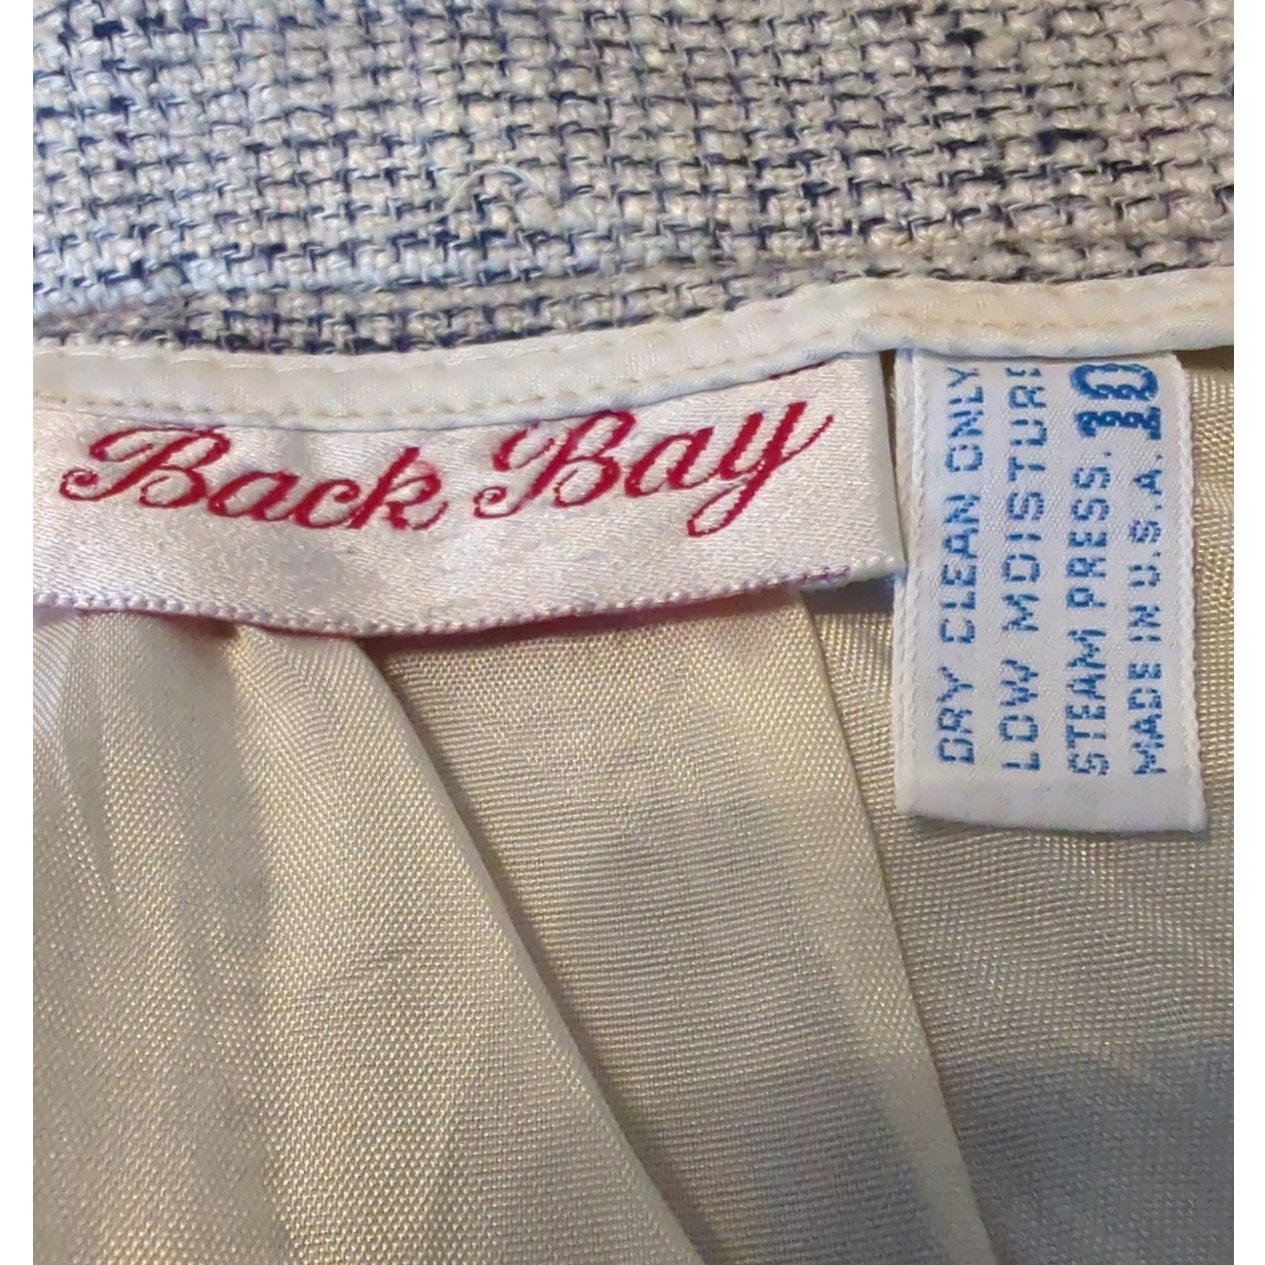 Back Bay
DRY CLEAN ONLY
LOW MOISTURE
STEAM PRESS. 10
MADE IN U.S.A.